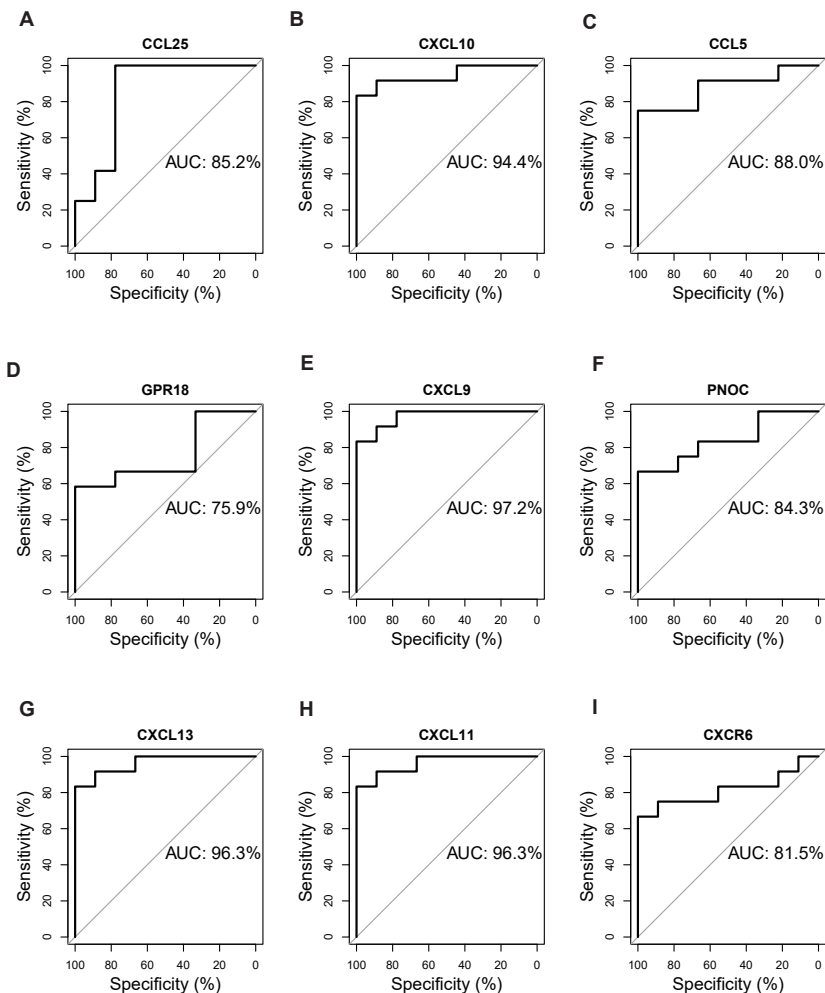 A
CCL25
Sensitivity (%)
0 20 40 60 80 100
AUC: 85.2%
100 80 60 40 20 0
Specificity (%)
B
CXCL10
Sensitivity (%)
0 20 40 60 80 100
AUC: 94.4%
100 80 60 40 20 0
Specificity (%)
C
CCL5
Sensitivity (%)
0 20 40 60 80 100
AUC: 88.0%
100 80 60 40 20 0
Specificity (%)
D
GPR18
Sensitivity (%)
0 20 40 60 80 100
AUC: 75.9%
100 80 60 40 20 0
Specificity (%)
E
CXCL9
Sensitivity (%)
0 20 40 60 80 100
AUC: 97.2%
100 80 60 40 20 0
Specificity (%)
F
PNOC
Sensitivity (%)
0 20 40 60 80 100
AUC: 84.3%
100 80 60 40 20 0
Specificity (%)
G
CXCL13
Sensitivity (%)
0 20 40 60 80 100
AUC: 96.3%
100 80 60 40 20 0
Specificity (%)
H
CXCL11
Sensitivity (%)
0 20 40 60 80 100
AUC: 96.3%
100 80 60 40 20 0
Specificity (%)
I
CXCR6
Sensitivity (%)
0 20 40 60 80 100
AUC: 81.5%
100 80 60 40 20 0
Specificity (%)